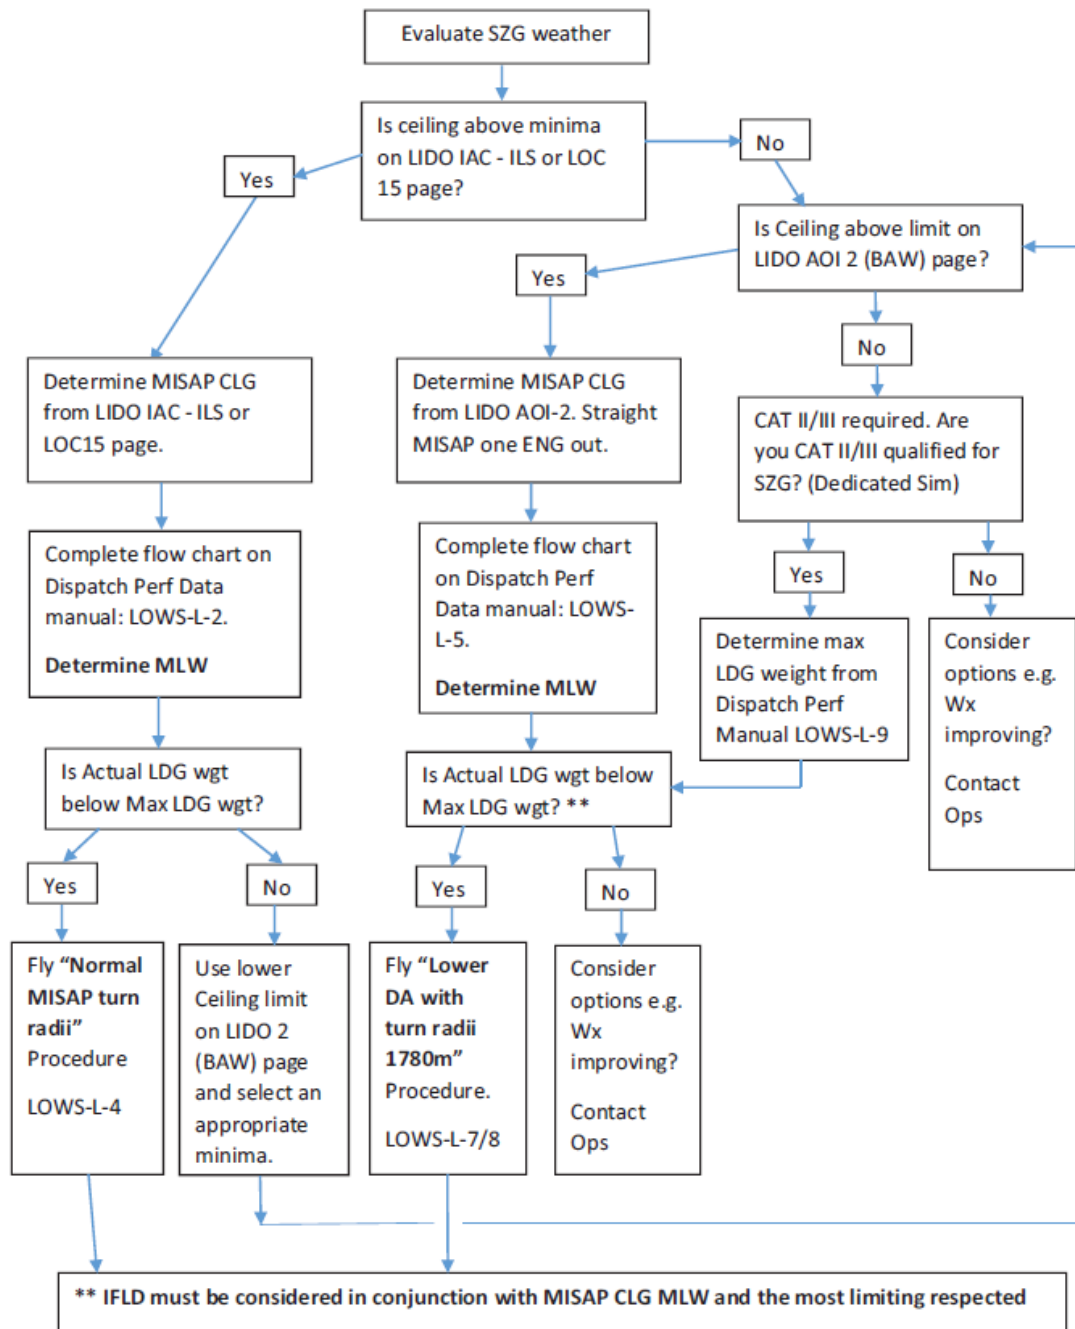 Evaluate SZG weather
Is ceiling above minima
on LIDO IAC - ILS or LOC
15 page?
No
Yes
Is Ceiling above limit on
LIDO AOI 2 (BAW) page?
Yes
No
Determine MISAP CLG
from LIDO IAC - ILS or
LOC15 page.
Determine MISAP CLG
from LIDO AOI-2. Straight
MISAP one ENG out.
CAT II/III required. Are
you CAT II/III qualified for
SZG? (Dedicated Sim)
Complete flow chart on
Dispatch Perf Data
manual: LOWS-L-2.
Determine MLW
Complete flow chart
on Dispatch Perf
Data manual: LOWS-
L-5.
Determine MLW
Yes
No
Determine max
LDG weight from
Dispatch Perf
Manual LOWS-L-9
Consider
options e.g.
Wx
improving?
Contact
Ops
Is Actual LDG wgt
below Max LDG wgt?
Is Actual LDG wgt below
Max LDG wgt? **
Yes
No
Yes
No
Fly “Normal
MISAP turn
radii”
Procedure
LOWS-L-4
Use lower
Ceiling limit
on LIDO 2
(BAW) page
and select an
appropriate
minima.
Fly “Lower
DA with
turn radii
1780m”
Procedure.
LOWS-L-7/8
Consider
options e.g.
Wx
improving?
Contact
Ops
** IFLD must be considered in conjunction with MISAP CLG MLW and the most limiting respected